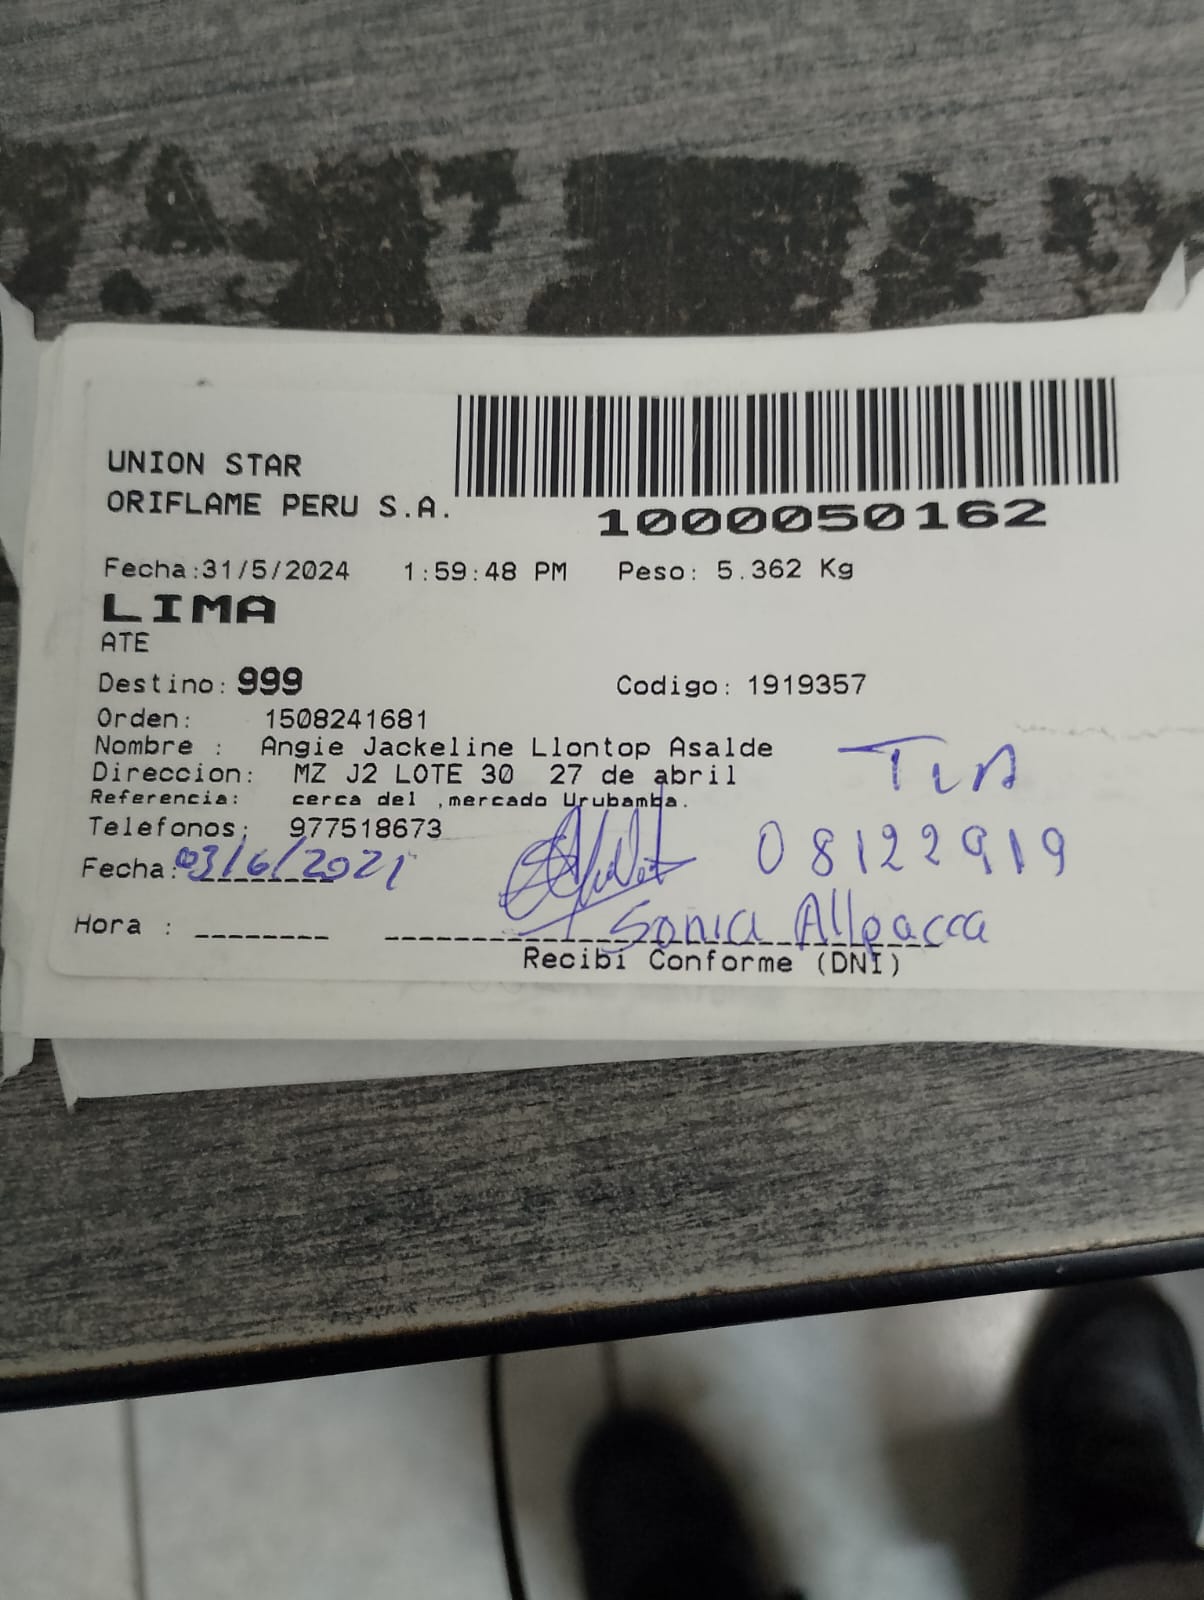 UNION STAR
ORIFLAME PERU S.A.
1000050162
Fecha:31/5/2024 1:59:48 PM Peso: 5.362 Kg
LIMA
ATE
Destino: 999 Codigo: 1919357
Orden: 1508241681
Nombre : Angie Jackeline Llontop Asalde
Direccion: MZ J2 LOTE 30 27 de abril
TIA
Referencia: cerca del ,mercado Urubamba.
Telefonos: 977518673
08122919
Fecha: 03/6/2021
Hora : ________
Sonia Allpacca
Recibi Conforme (DNI)